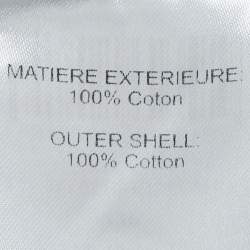 MATIERE EXTERIEURE:
100% Coton
OUTER SHELL:
100% Cotton